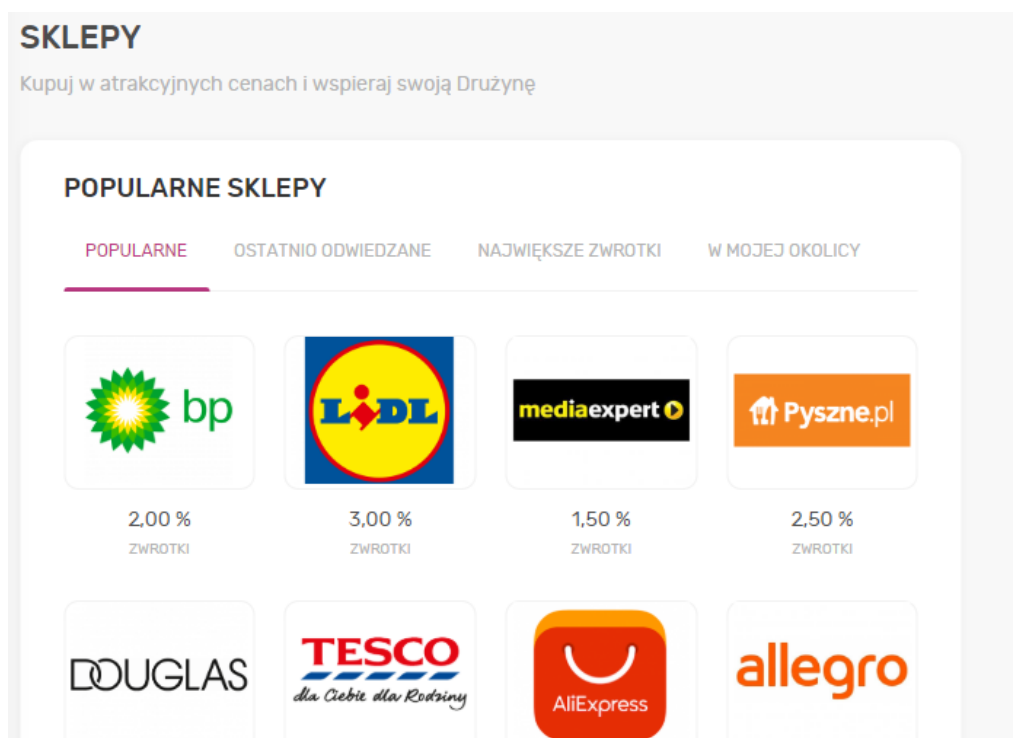 SKLEPY
Kupuj w atrakcyjnych cenach i wspieraj swoją Drużynę
POPULARNE SKLEPY
POPULARNE OSTATNIO ODWIEDZANE NAJWIĘKSZE ZWROTKI W MOJEJ OKOLICY
bp LIDL mediaexpert Pyszne.pl
2,00 % 3,00 % 1,50 % 2,50 %
ZWROTKI ZWROTKI ZWROTKI ZWROTKI
DOUGLAS TESCO AliExpress allegro
dla Ciebie dla Rodziny